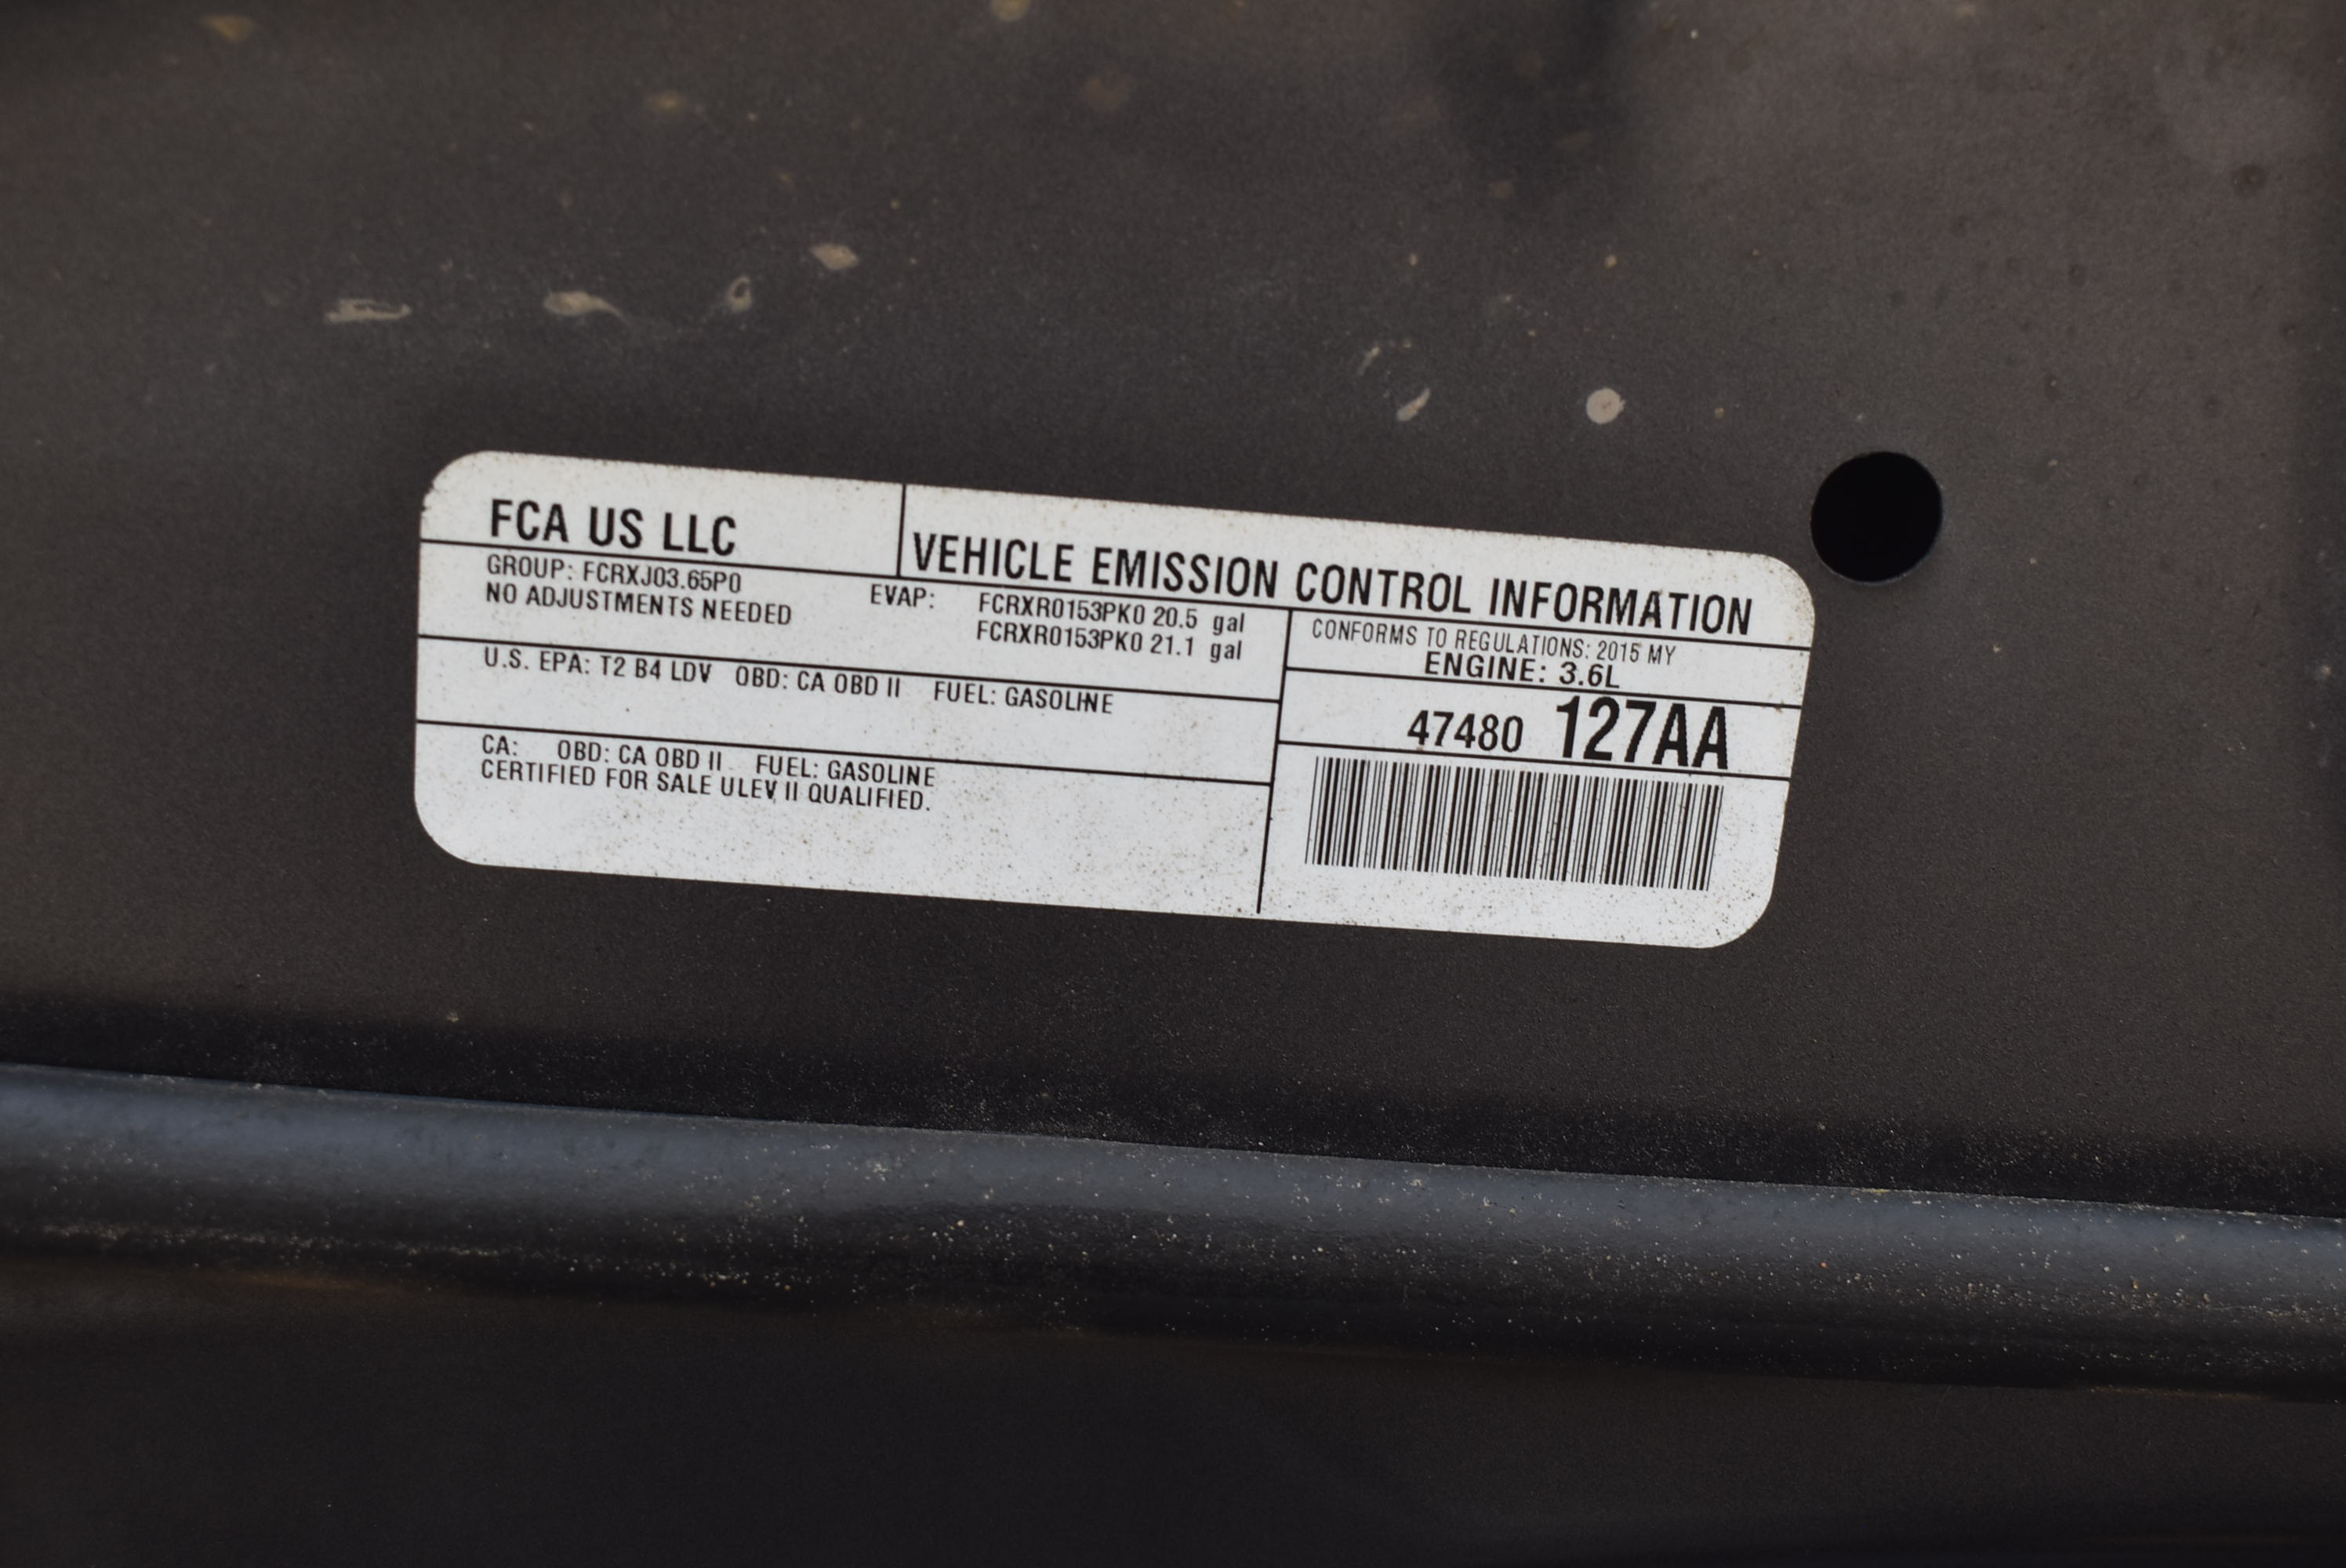 FCA US LLC
VEHICLE EMISSION CONTROL INFORMATION
GROUP: FCRXJ03.65P0
NO ADJUSTMENTS NEEDED
EVAP: FCRXR0153PK0 20.5 gal
FCRXR0153PK0 21.1 gal
CONFORMS TO REGULATIONS: 2015 MY
ENGINE: 3.6L
U.S. EPA: T2 B4 LDV OBD: CA OBD II FUEL: GASOLINE
47480 127AA
CA: OBD: CA OBD II FUEL: GASOLINE
CERTIFIED FOR SALE ULEV II QUALIFIED.